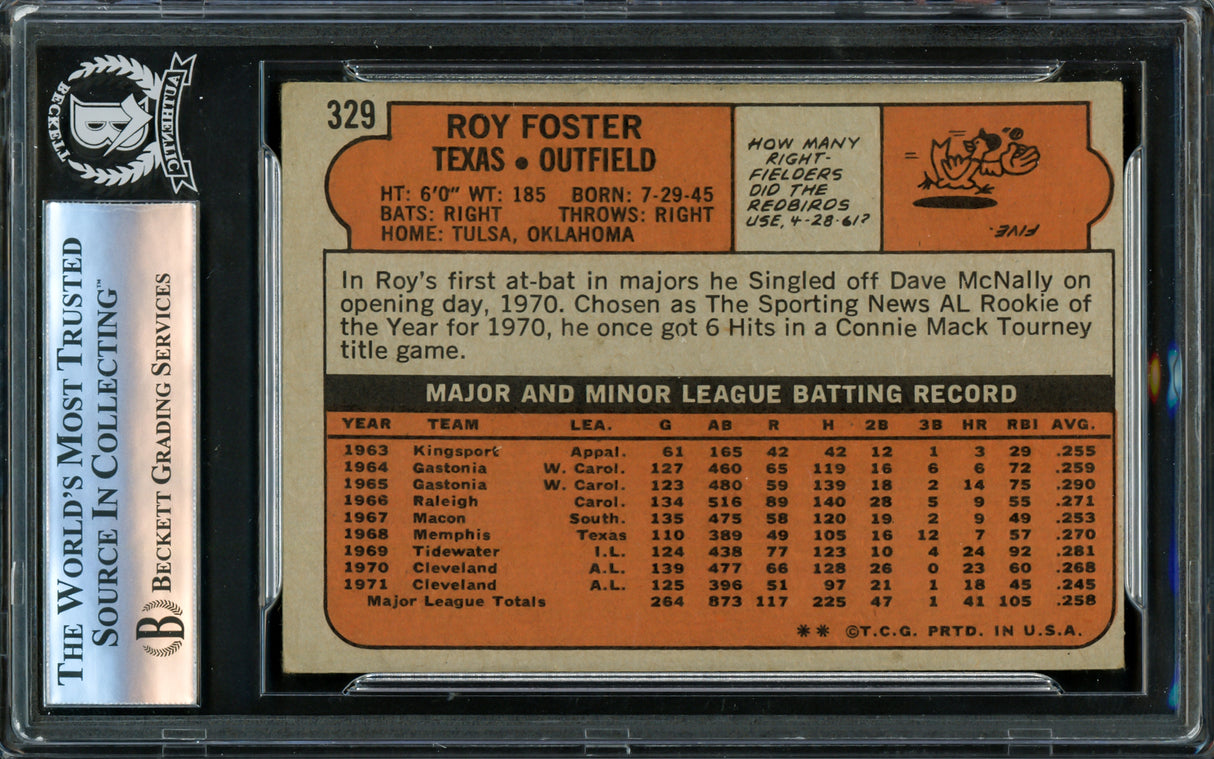 BECKETT
AUTHENTIC
B
THE WORLD'S MOST TRUSTED
SOURCE IN COLLECTING™
B BECKETT GRADING SERVICES
329
ROY FOSTER
TEXAS • OUTFIELD
HT: 6'0" WT: 185 BORN: 7-29-45
BATS: RIGHT THROWS: RIGHT
HOME: TULSA, OKLAHOMA
HOW MANY
RIGHT-
FIELDERS
DID THE
REDBIROS
USE, 4-28-61?
FIVE.
In Roy's first at-bat in majors he Singled off Dave McNally on
opening day, 1970. Chosen as The Sporting News AL Rookie of
the Year for 1970, he once got 6 Hits in a Connie Mack Tourney
title game.
MAJOR AND MINOR LEAGUE BATTING RECORD
YEAR TEAM LEA. G AB R H 2B 3B HR RBI AVG.
1963 Kingsport Appal. 61 165 42 42 12 1 3 29 .255
1964 Gastonia W. Carol. 127 460 65 119 16 6 6 72 .259
1965 Gastonia W. Carol. 123 480 59 139 18 2 14 75 .290
1966 Raleigh Carol. 134 516 89 140 28 5 9 55 .271
1967 Macon South. 135 475 58 120 19 2 9 49 .253
1968 Memphis Texas 110 389 49 105 16 12 7 57 .270
1969 Tidewater I.L. 124 438 77 123 10 4 24 92 .281
1970 Cleveland A.L. 139 477 66 128 26 0 23 60 .268
1971 Cleveland A.L. 125 396 51 97 21 1 18 45 .245
Major League Totals 264 873 117 225 47 1 41 105 .258
** ©T.C.G. PRTD. IN U.S.A.